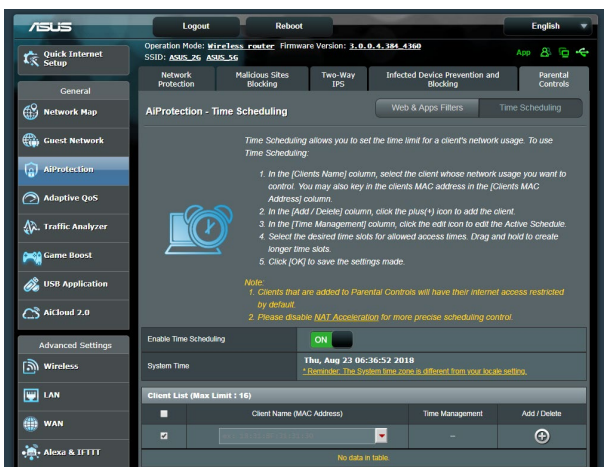 ASUS
Logout
Reboot
English
Quick Internet
Setup
Operation Mode: Wireless router Firmware Version: 3.0.0.4.384_4360
SSID: ASUS_2G ASUS_5G
App
General
Network Map
Guest Network
AiProtection
Adaptive QoS
Traffic Analyzer
Game Boost
USB Application
AiCloud 2.0
Advanced Settings
Wireless
LAN
WAN
Alexa & IFTTT
Network
Protection
Malicious Sites
Blocking
Two-Way
IPS
Infected Device Prevention and
Blocking
Parental
Controls
AiProtection - Time Scheduling
Web & Apps Filters
Time Scheduling
Time Scheduling allows you to set the time limit for a client's network usage. To use
Time Scheduling:
1. In the [Clients Name] column, select the client whose network usage you want to
control. You may also key in the clients MAC address in the [Clients MAC
Address] column.
2. In the [Add / Delete] column, click the plus(+) icon to add the client.
3. In the [Time Management] column, click the edit icon to edit the Active Schedule.
4. Select the desired time slots for allowed access times. Drag and hold to create
longer time slots.
5. Click [OK] to save the settings made.
Note:
1. Clients that are added to Parental Controls will have their internet access restricted
by default.
2. Please disable NAT Acceleration for more precise scheduling control.
Enable Time Scheduling
ON
System Time
Thu, Aug 23 06:36:52 2018
* Reminder: The System time zone is different from your locale setting.
Client List (Max Limit : 16)
Client Name (MAC Address)
Time Management
Add / Delete
--
No data in table.